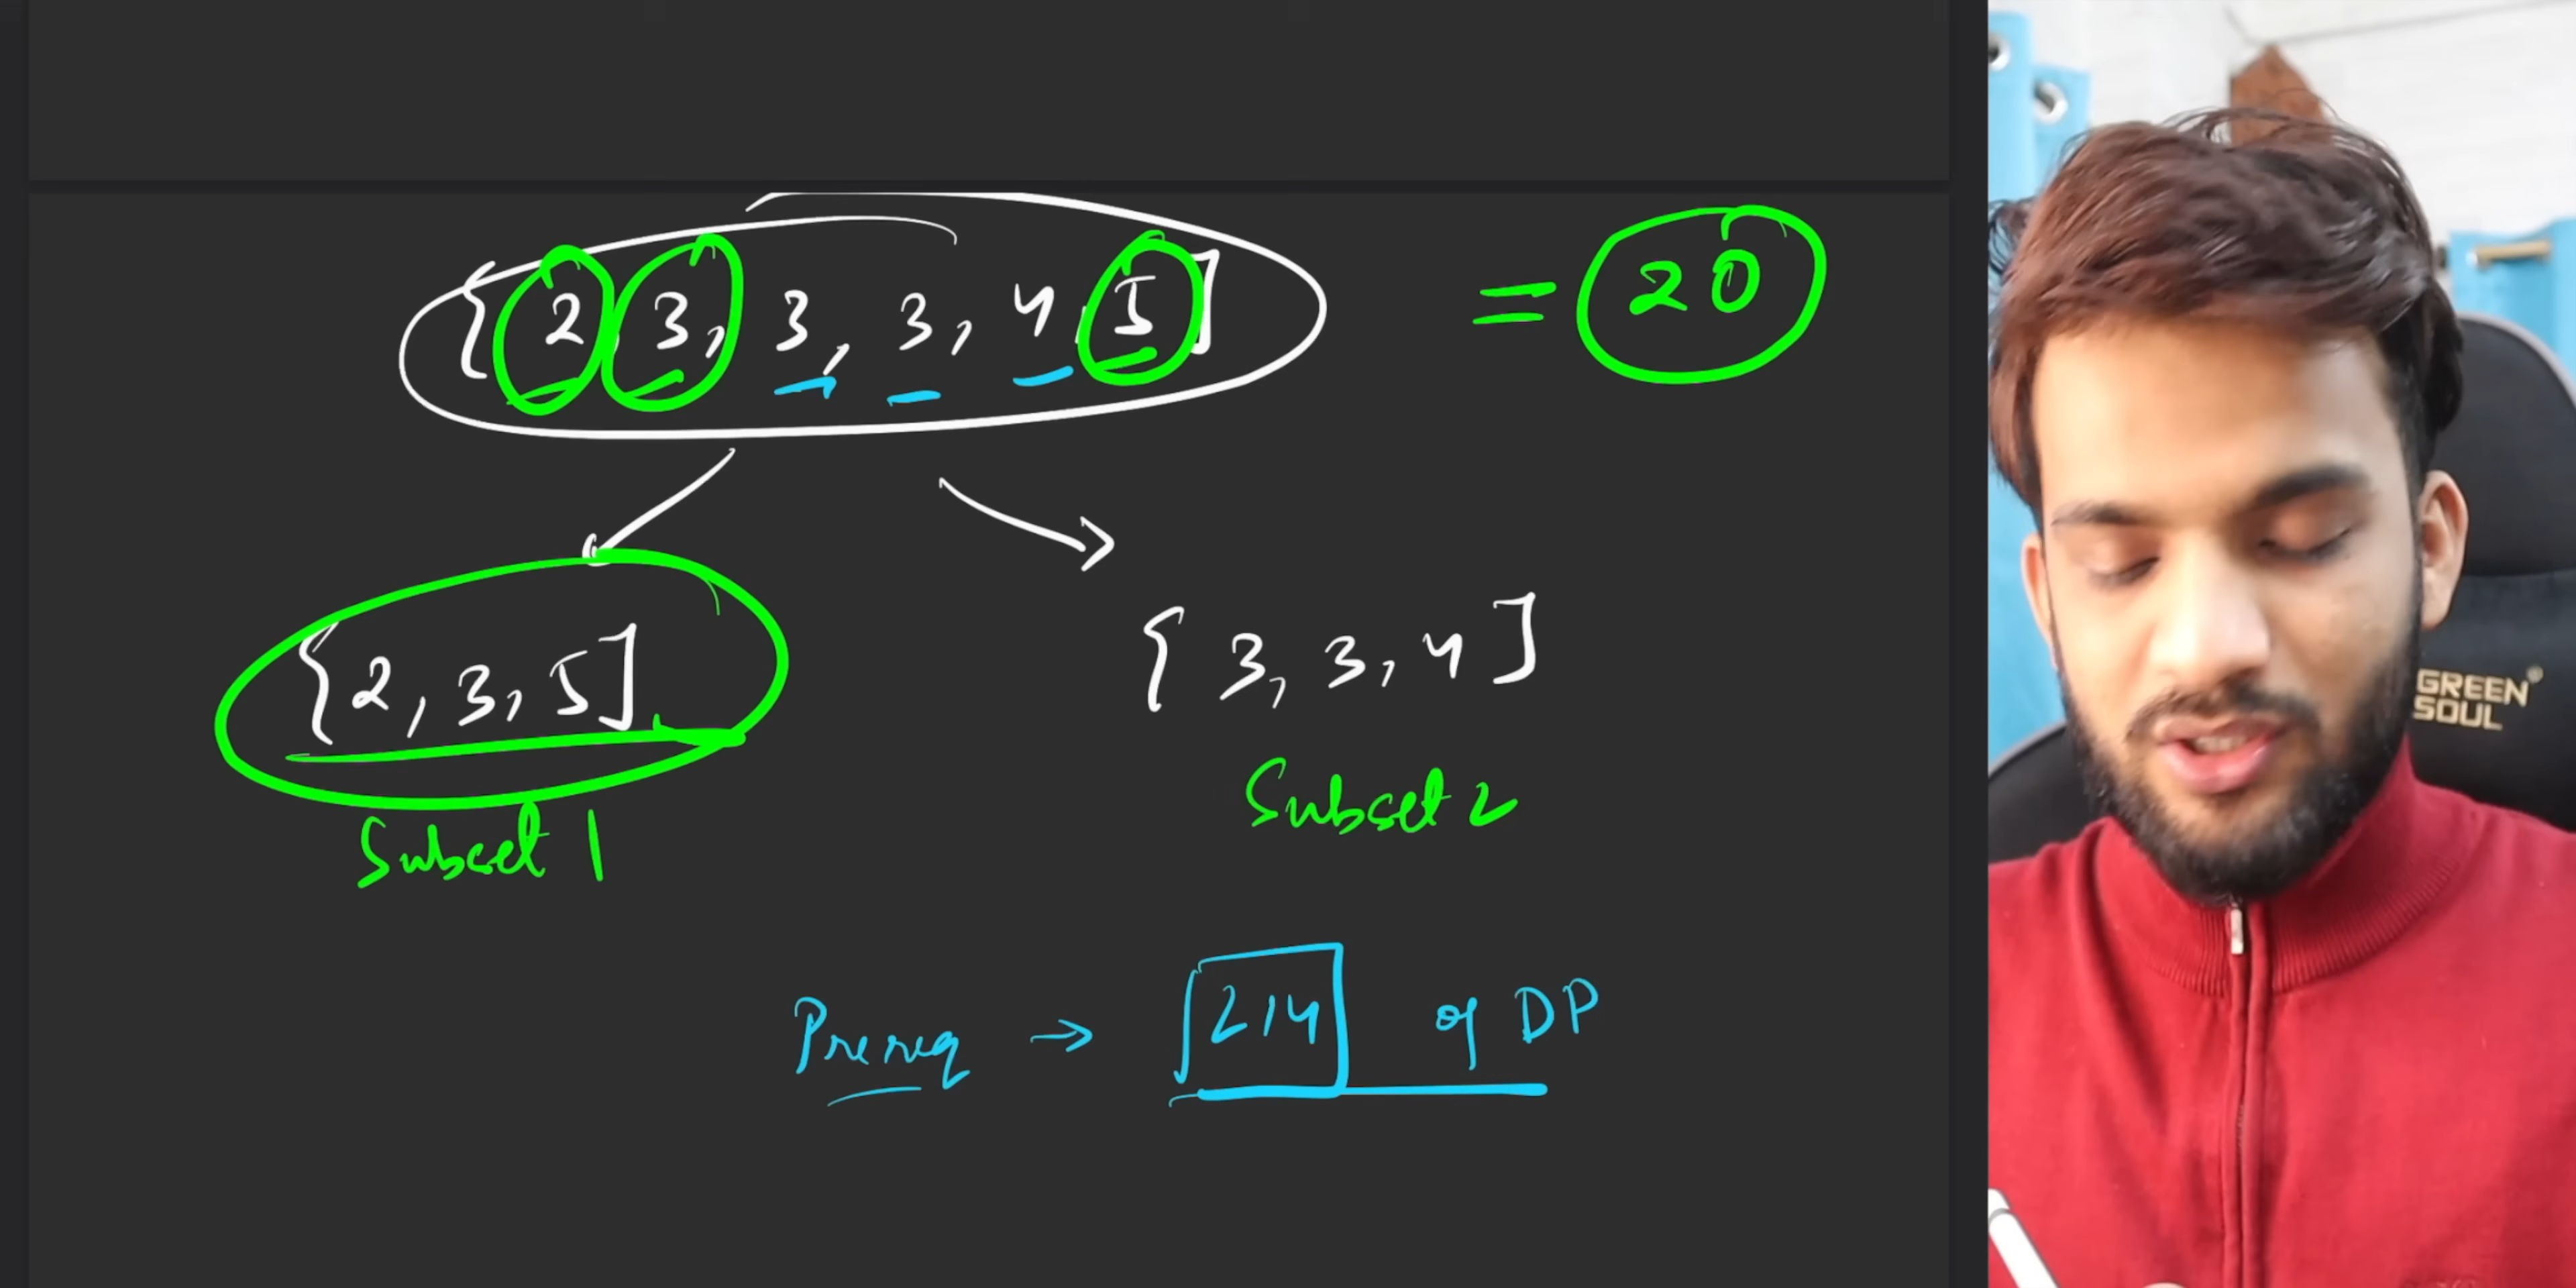 { 2, 3, 3, 3, 4, 5 ] = 20
{ 2, 3, 5 ]
{ 3, 3, 4 ]
Subset 1
Subset 2
Prereq → L14 of DP
GREEN
SOUL